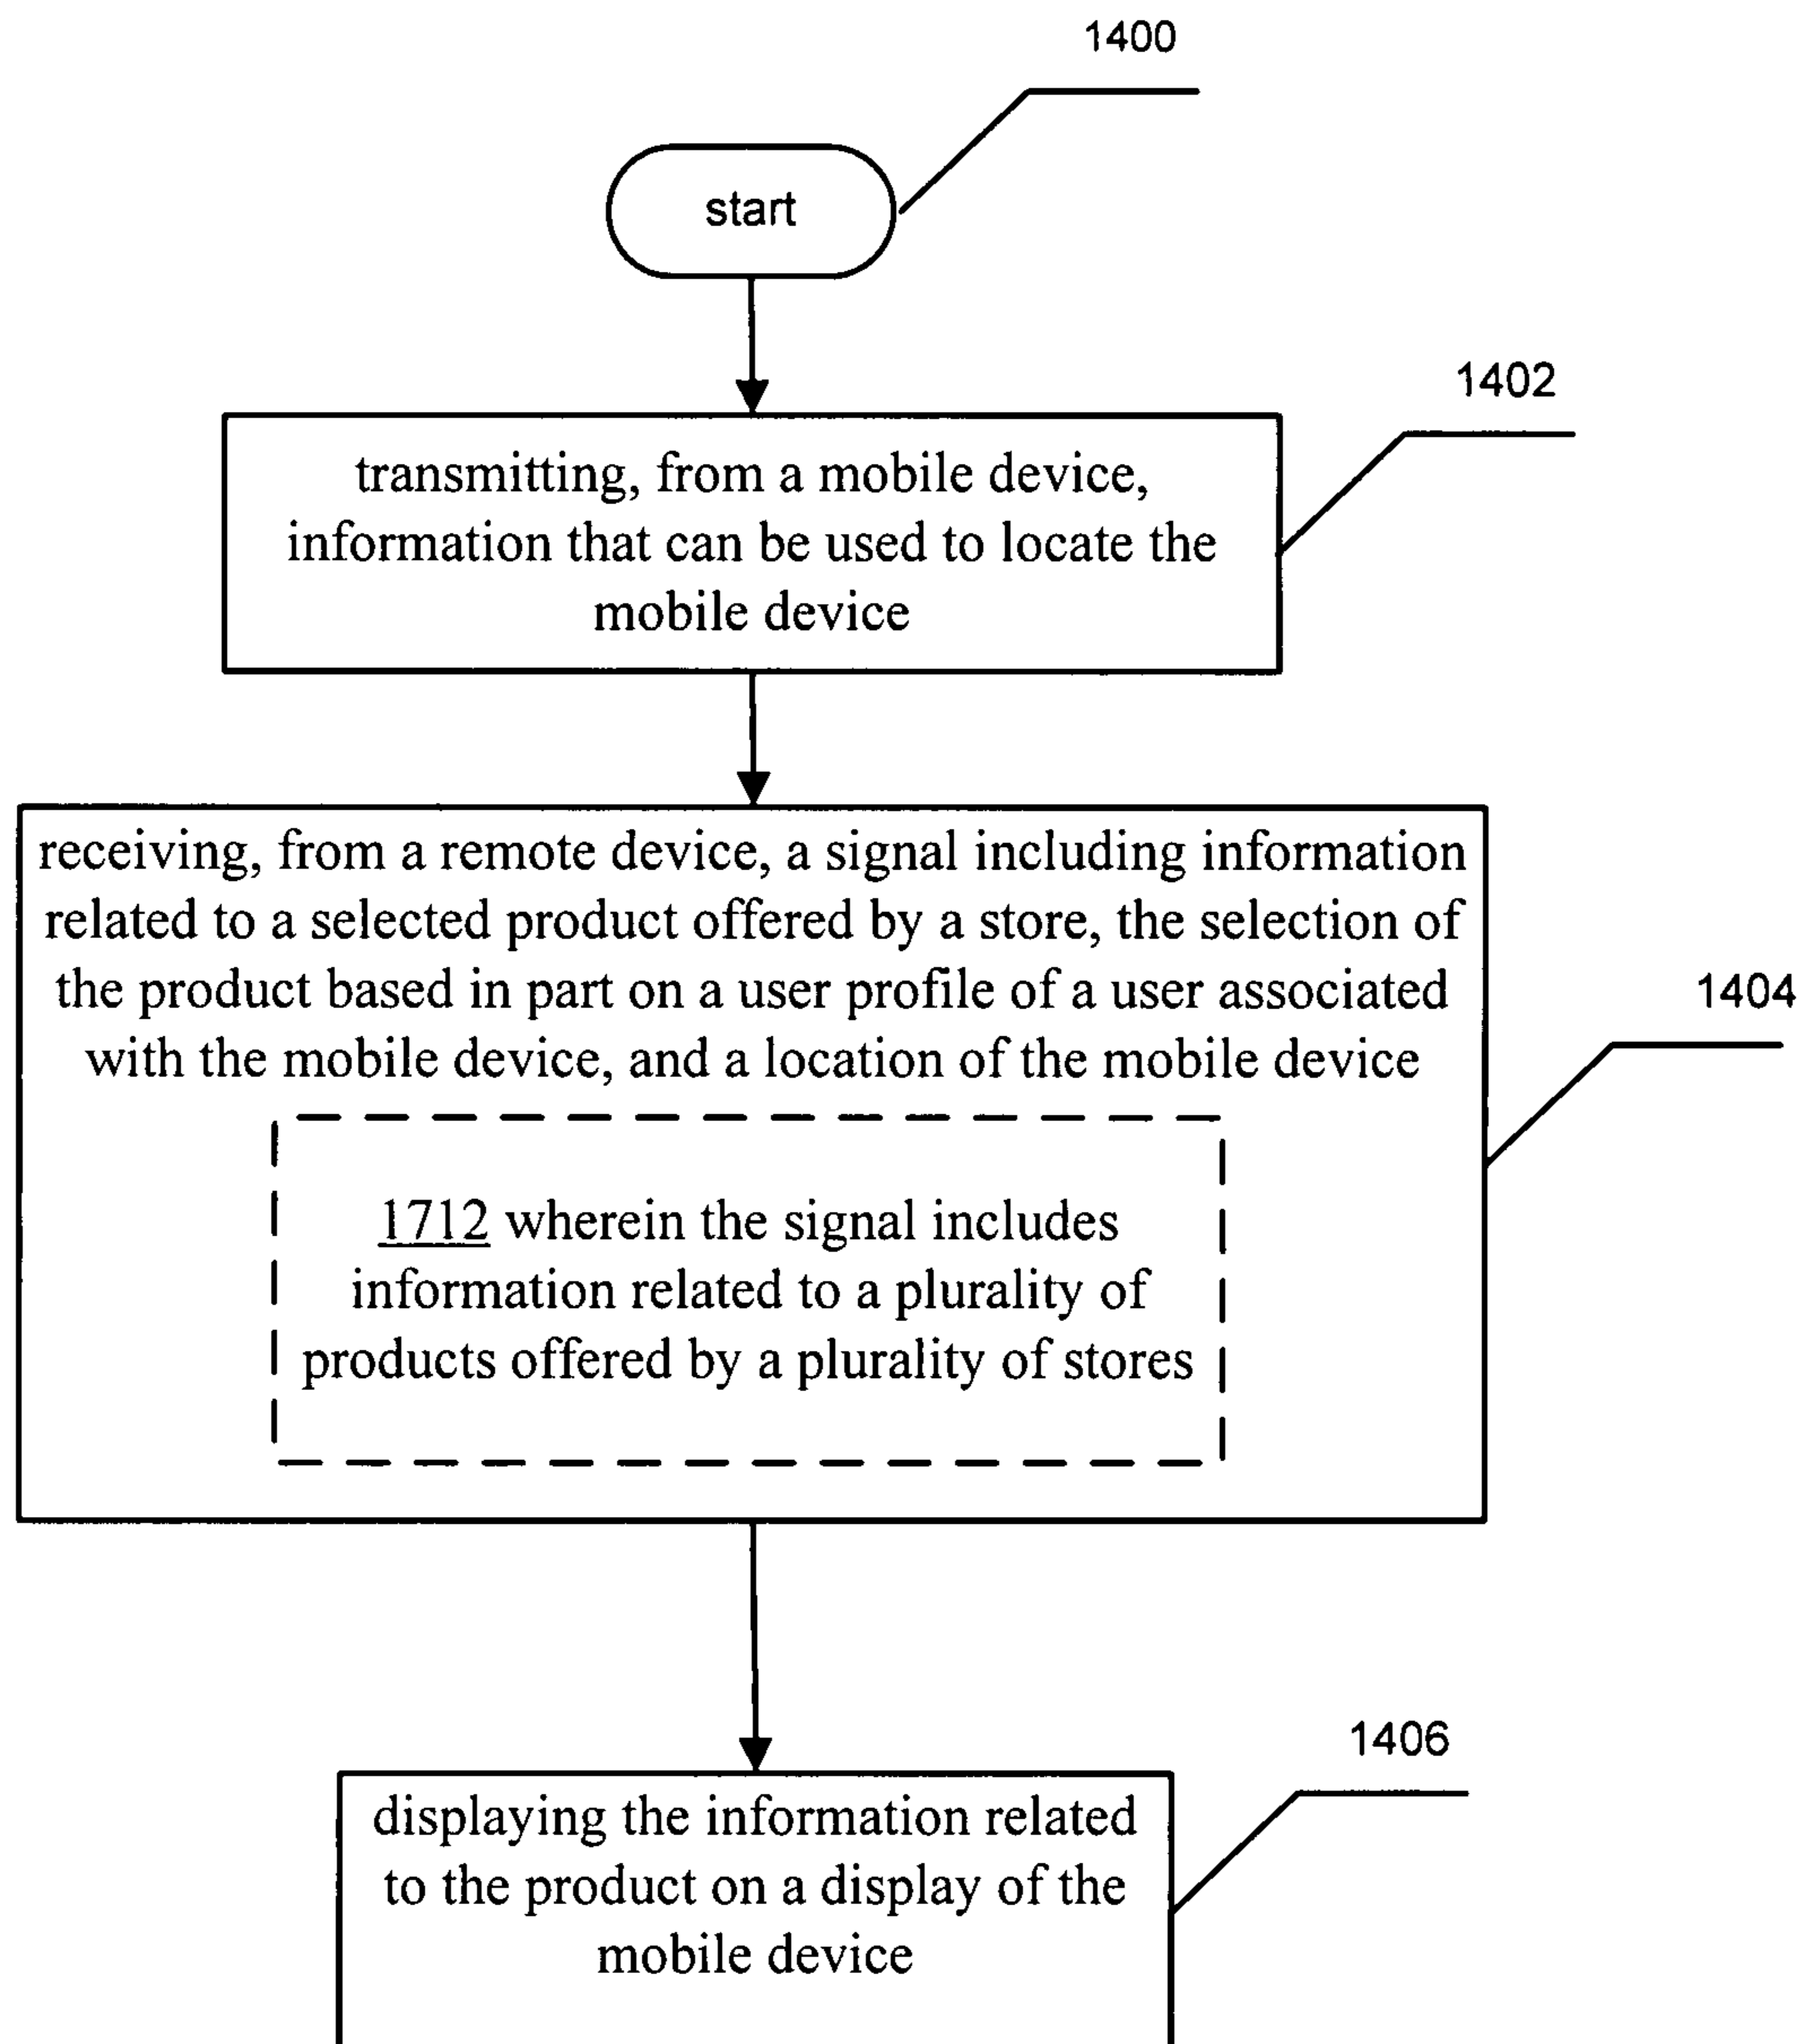 1400
start
1402
transmitting, from a mobile device,
information that can be used to locate the
mobile device
receiving, from a remote device, a signal including information
related to a selected product offered by a store, the selection of
the product based in part on a user profile of a user associated
with the mobile device, and a location of the mobile device
1404
1712 wherein the signal includes
information related to a plurality of
products offered by a plurality of stores
1406
displaying the information related
to the product on a display of the
mobile device